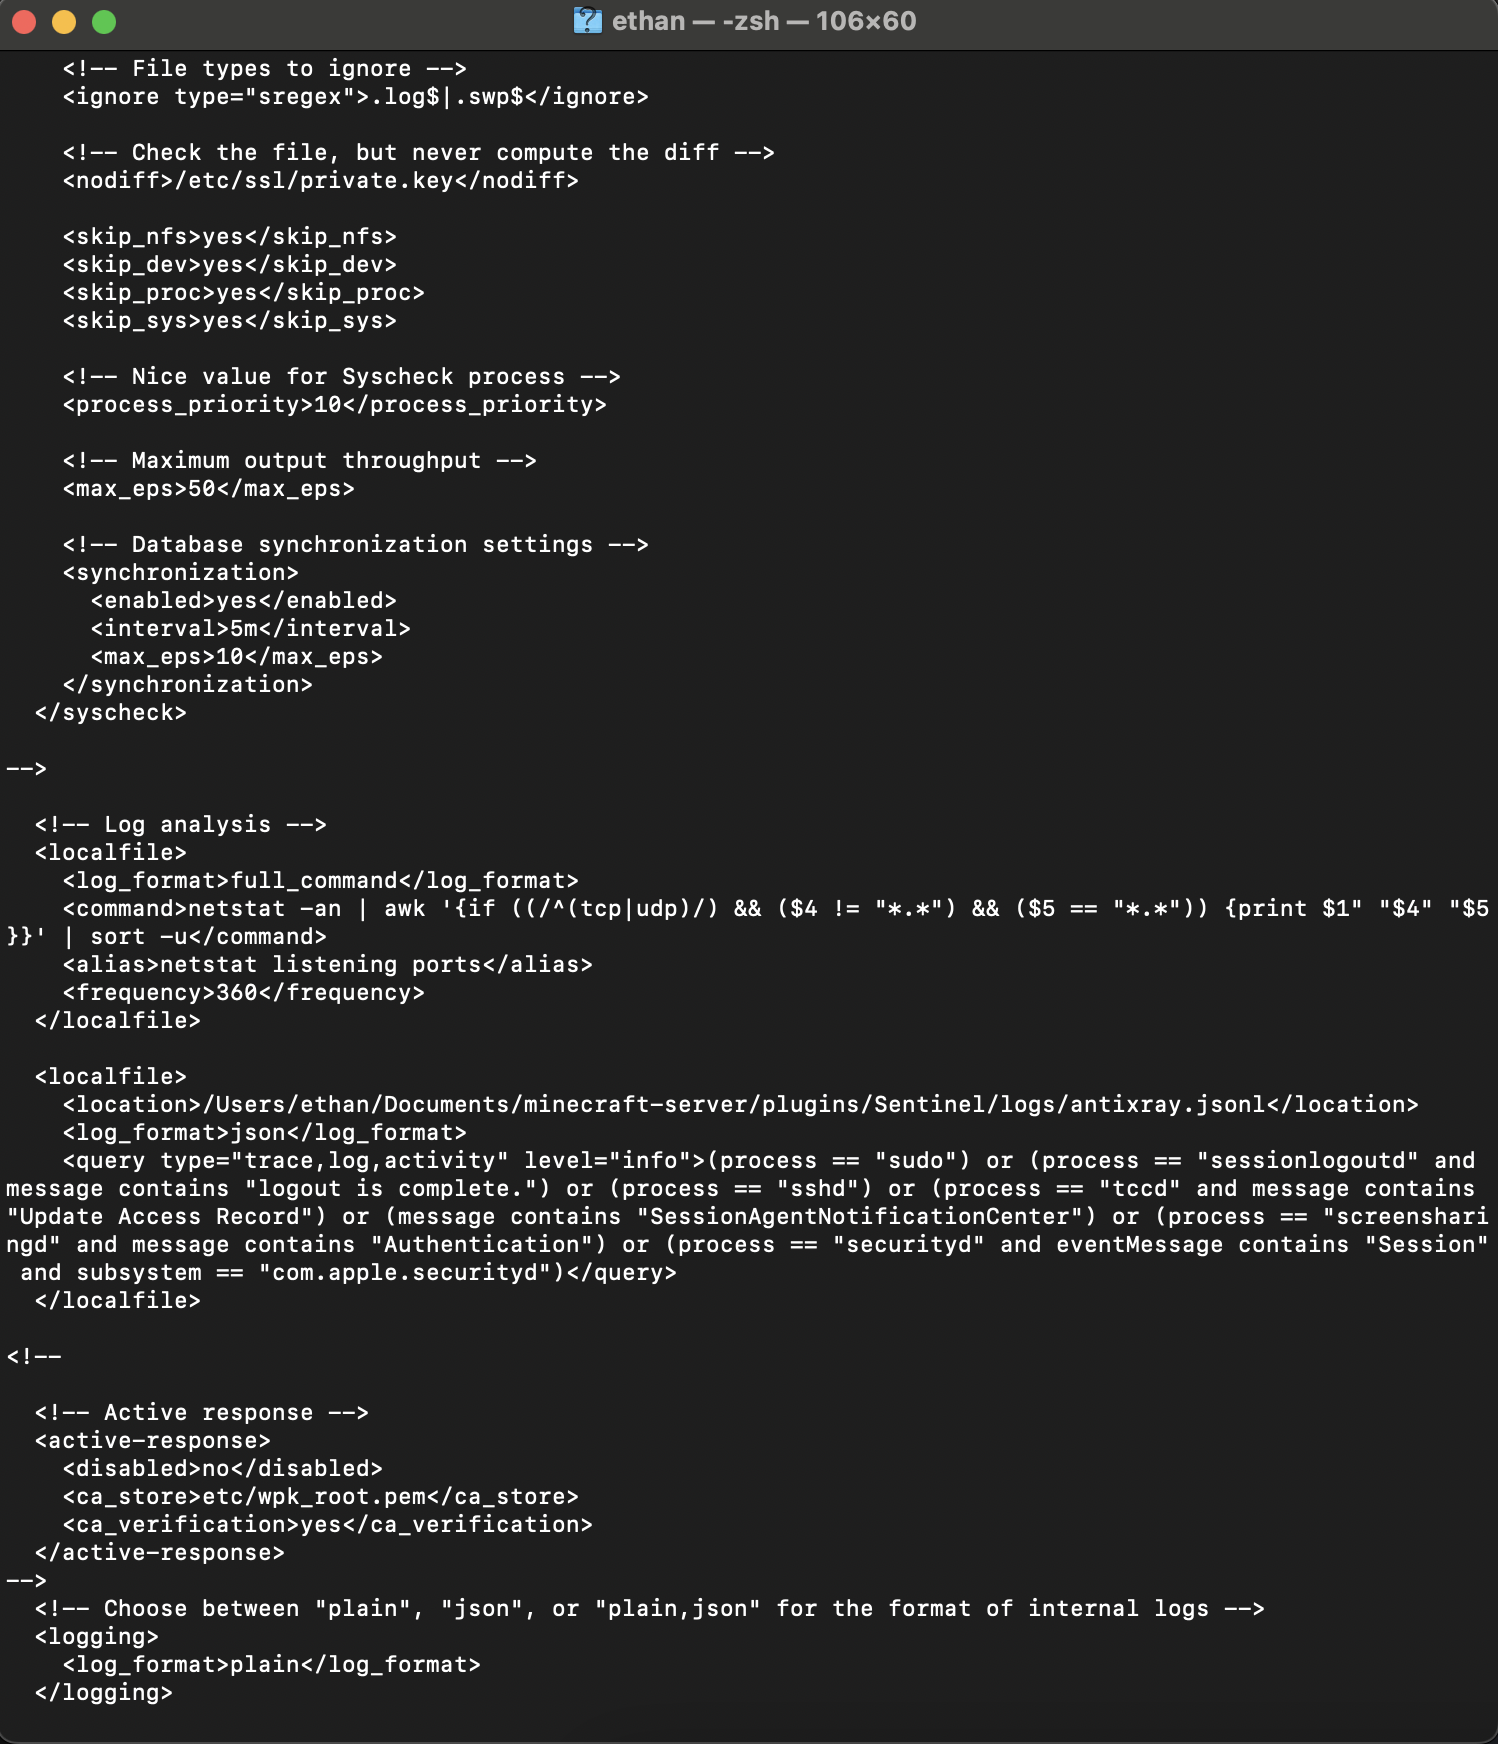 ethan — -zsh — 106×60
    <!-- File types to ignore -->
    <ignore type="sregex">.log$|.swp$</ignore>

    <!-- Check the file, but never compute the diff -->
    <nodiff>/etc/ssl/private.key</nodiff>

    <skip_nfs>yes</skip_nfs>
    <skip_dev>yes</skip_dev>
    <skip_proc>yes</skip_proc>
    <skip_sys>yes</skip_sys>

    <!-- Nice value for Syscheck process -->
    <process_priority>10</process_priority>

    <!-- Maximum output throughput -->
    <max_eps>50</max_eps>

    <!-- Database synchronization settings -->
    <synchronization>
      <enabled>yes</enabled>
      <interval>5m</interval>
      <max_eps>10</max_eps>
    </synchronization>
  </syscheck>

-->

  <!-- Log analysis -->
  <localfile>
    <log_format>full_command</log_format>
    <command>netstat -an | awk '{if ((/^(tcp|udp)/) && ($4 != "*.*") && ($5 == "*.*")) {print $1" "$4" "$5
}}' | sort -u</command>
    <alias>netstat listening ports</alias>
    <frequency>360</frequency>
  </localfile>

  <localfile>
    <location>/Users/ethan/Documents/minecraft-server/plugins/Sentinel/logs/antixray.jsonl</location>
    <log_format>json</log_format>
    <query type="trace,log,activity" level="info">(process == "sudo") or (process == "sessionlogoutd" and
message contains "logout is complete.") or (process == "sshd") or (process == "tccd" and message contains
"Update Access Record") or (message contains "SessionAgentNotificationCenter") or (process == "screenshari
ngd" and message contains "Authentication") or (process == "securityd" and eventMessage contains "Session"
 and subsystem == "com.apple.securityd")</query>
  </localfile>

<!--

  <!-- Active response -->
  <active-response>
    <disabled>no</disabled>
    <ca_store>etc/wpk_root.pem</ca_store>
    <ca_verification>yes</ca_verification>
  </active-response>
-->
  <!-- Choose between "plain", "json", or "plain,json" for the format of internal logs -->
  <logging>
    <log_format>plain</log_format>
  </logging>